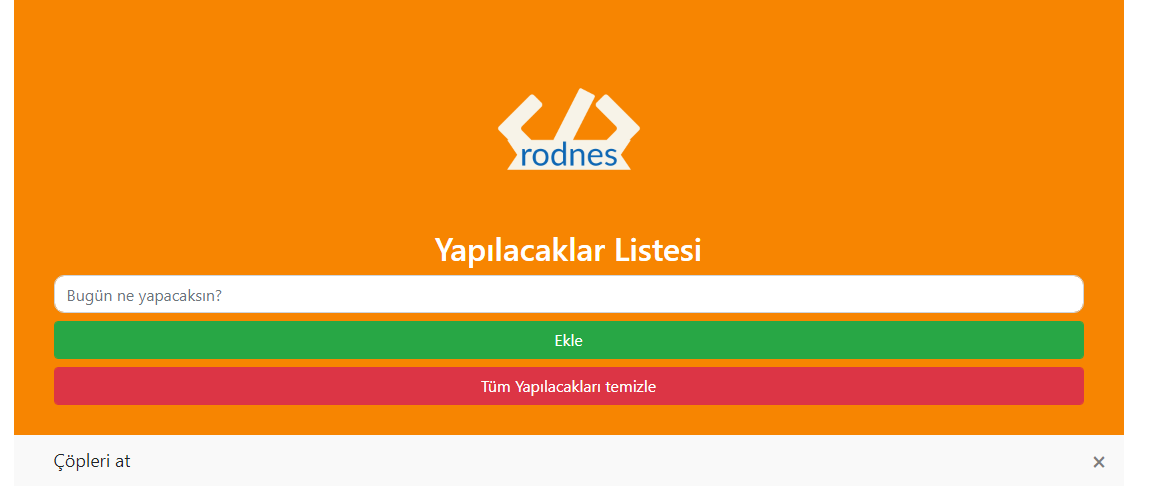 rodnes
Yapılacaklar Listesi
Bugün ne yapacaksın?
Ekle
Tüm Yapılacakları temizle
Çöpleri at ×